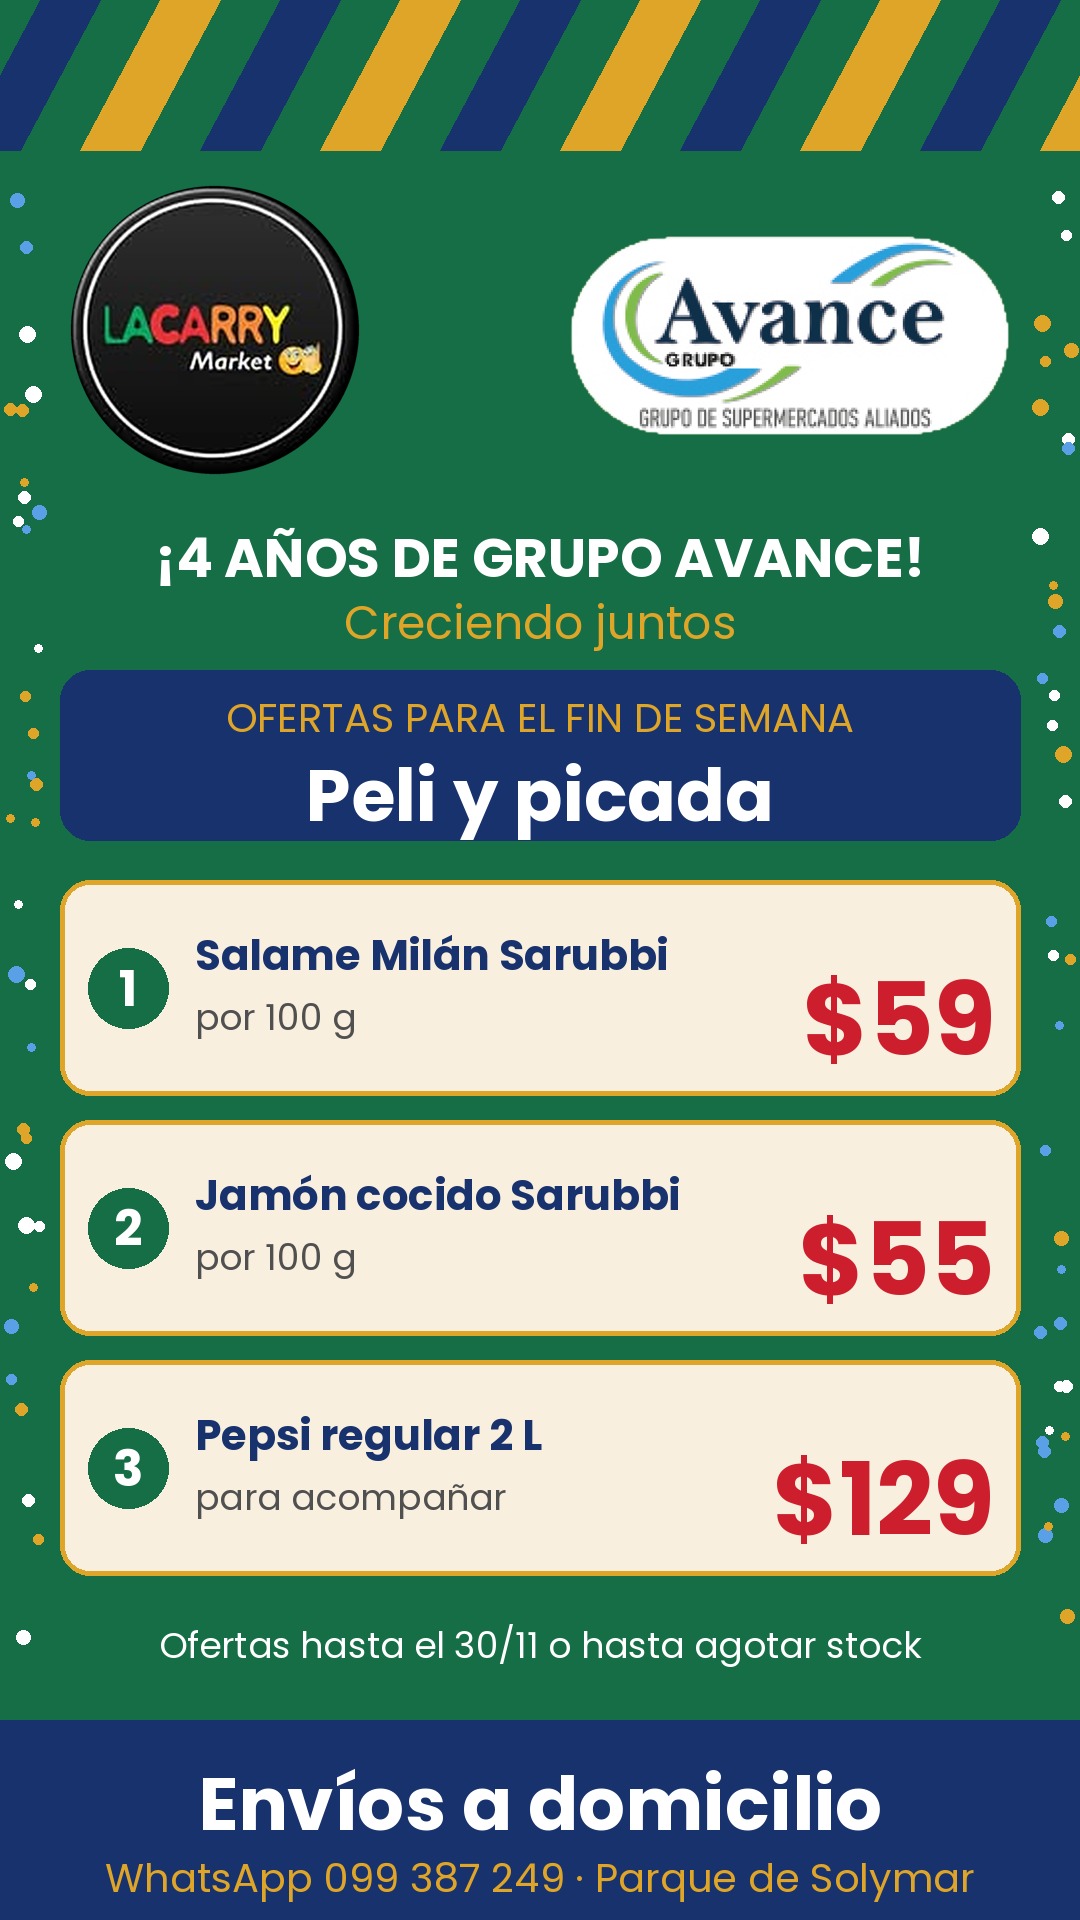 LACARRY
Market
Avance
GRUPO
GRUPO DE SUPERMERCADOS ALIADOS
¡4 AÑOS DE GRUPO AVANCE!
Creciendo juntos
OFERTAS PARA EL FIN DE SEMANA
Peli y picada
1
Salame Milán Sarubbi
por 100 g
$59
2
Jamón cocido Sarubbi
por 100 g
$55
3
Pepsi regular 2 L
para acompañar
$129
Ofertas hasta el 30/11 o hasta agotar stock
Envíos a domicilio
WhatsApp 099 387 249 · Parque de Solymar